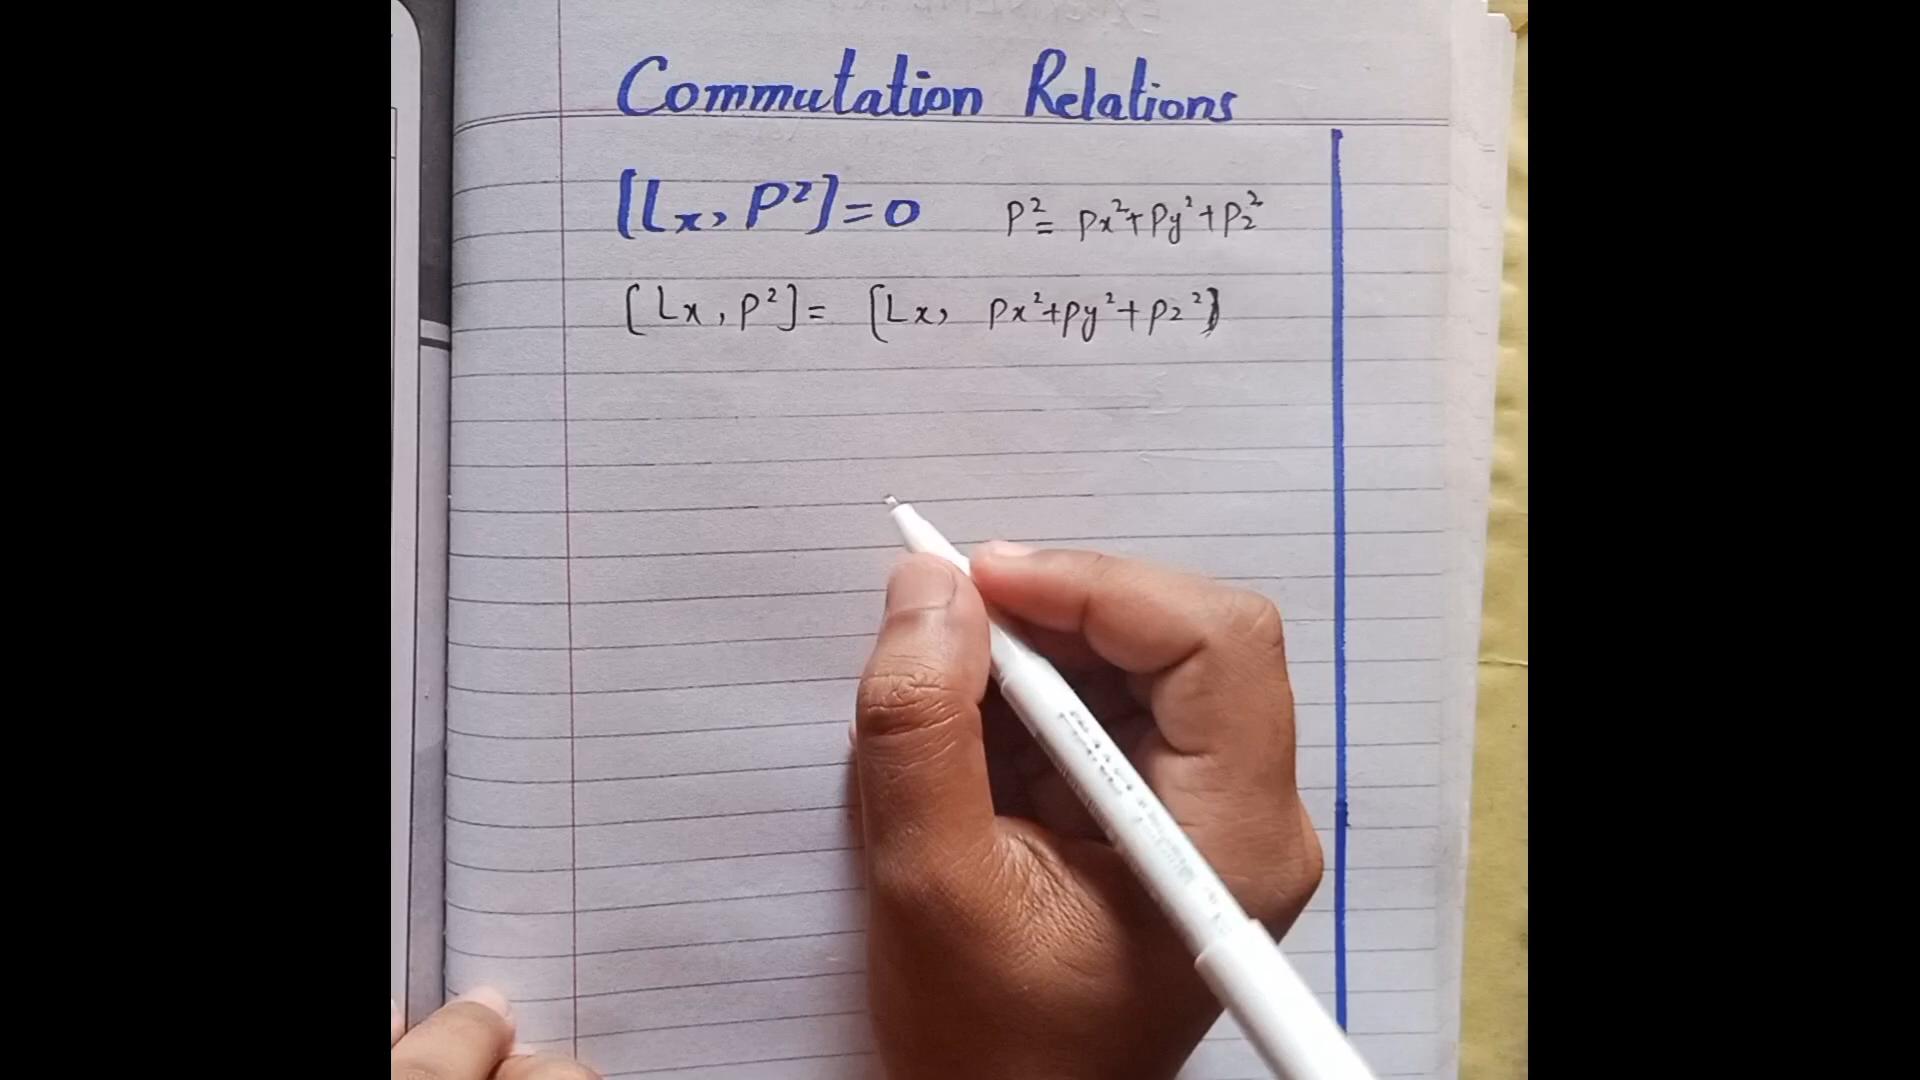 Commutation Relations
[Lx, P²]=0 P²= Px²+Py²+Pz²
[Lx, P²]= [Lx, Px²+Py²+Pz²]